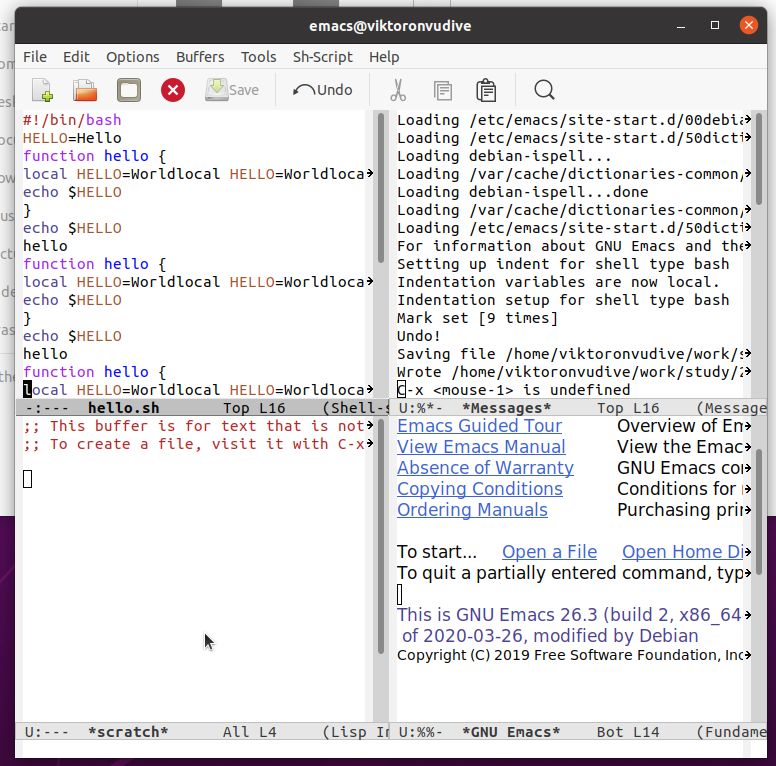 emacs@viktoronvudive
File Edit Options Buffers Tools Sh-Script Help
Save Undo
#!/bin/bash
HELLO=Hello
function hello {
local HELLO=Worldlocal HELLO=Worldloca
echo $HELLO
}
echo $HELLO
hello
function hello {
local HELLO=Worldlocal HELLO=Worldloca
echo $HELLO
}
echo $HELLO
hello
function hello {
local HELLO=Worldlocal HELLO=Worldloca
-:--- hello.sh Top L16 (Shell-s
Loading /etc/emacs/site-start.d/00debia
Loading /etc/emacs/site-start.d/50dicti
Loading debian-ispell...
Loading /var/cache/dictionaries-common/
Loading debian-ispell...done
Loading /var/cache/dictionaries-common/
Loading /etc/emacs/site-start.d/50dicti
For information about GNU Emacs and the
Setting up indent for shell type bash
Indentation variables are now local.
Indentation setup for shell type bash
Mark set [9 times]
Undo!
Saving file /home/viktoronvudive/work/s
Wrote /home/viktoronvudive/work/study/2
C-x <mouse-1> is undefined
U:%*- *Messages* Top L16 (Message
;; This buffer is for text that is not
;; To create a file, visit it with C-x
U:--- *scratch* All L4 (Lisp In
Emacs Guided Tour Overview of Em
View Emacs Manual View the Emac
Absence of Warranty GNU Emacs co
Copying Conditions Conditions for
Ordering Manuals Purchasing prin
To start... Open a File Open Home Di
To quit a partially entered command, typ
This is GNU Emacs 26.3 (build 2, x86_64
of 2020-03-26, modified by Debian
Copyright (C) 2019 Free Software Foundation, Inc
U:%%- *GNU Emacs* Bot L14 (Fundame